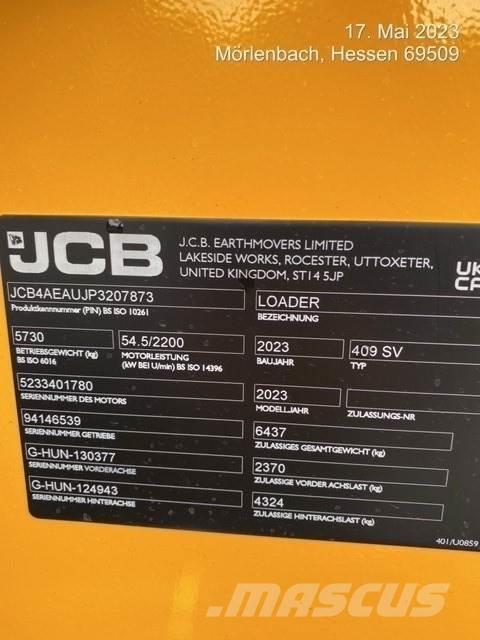 17. Mai 2023
Mörlenbach, Hessen 69509
JCB
J.C.B. EARTHMOVERS LIMITED
LAKESIDE WORKS, ROCESTER, UTTOXETER,
UNITED KINGDOM, ST14 5JP
UK
CA
JCB4AEAUJP3207873
Produktkennnummer (PIN) BS ISO 10261
LOADER
BEZEICHNUNG
5730
BETRIEBSGEWICHT (kg)
BS ISO 6016
54.5/2200
MOTORLEISTUNG
(kW BEI U/min) BS ISO 14396
2023
BAUJAHR
409 SV
TYP
5233401780
SERIENNUMMER DES MOTORS
2023
MODELLJAHR
ZULASSUNGS-NR
94146539
SERIENNUMMER GETRIEBE
6437
ZULASSIGES GESAMTGEWICHT (kg)
G-HUN-130377
SERIENNUMMER VORDERACHSE
2370
ZULASSIGE VORDER ACHSLAST (kg)
G-HUN-124943
SERIENNUMMER HINTERACHSE
4324
ZULASSIGE HINTERACHSLAST (kg)
401/U0859
MASCUS